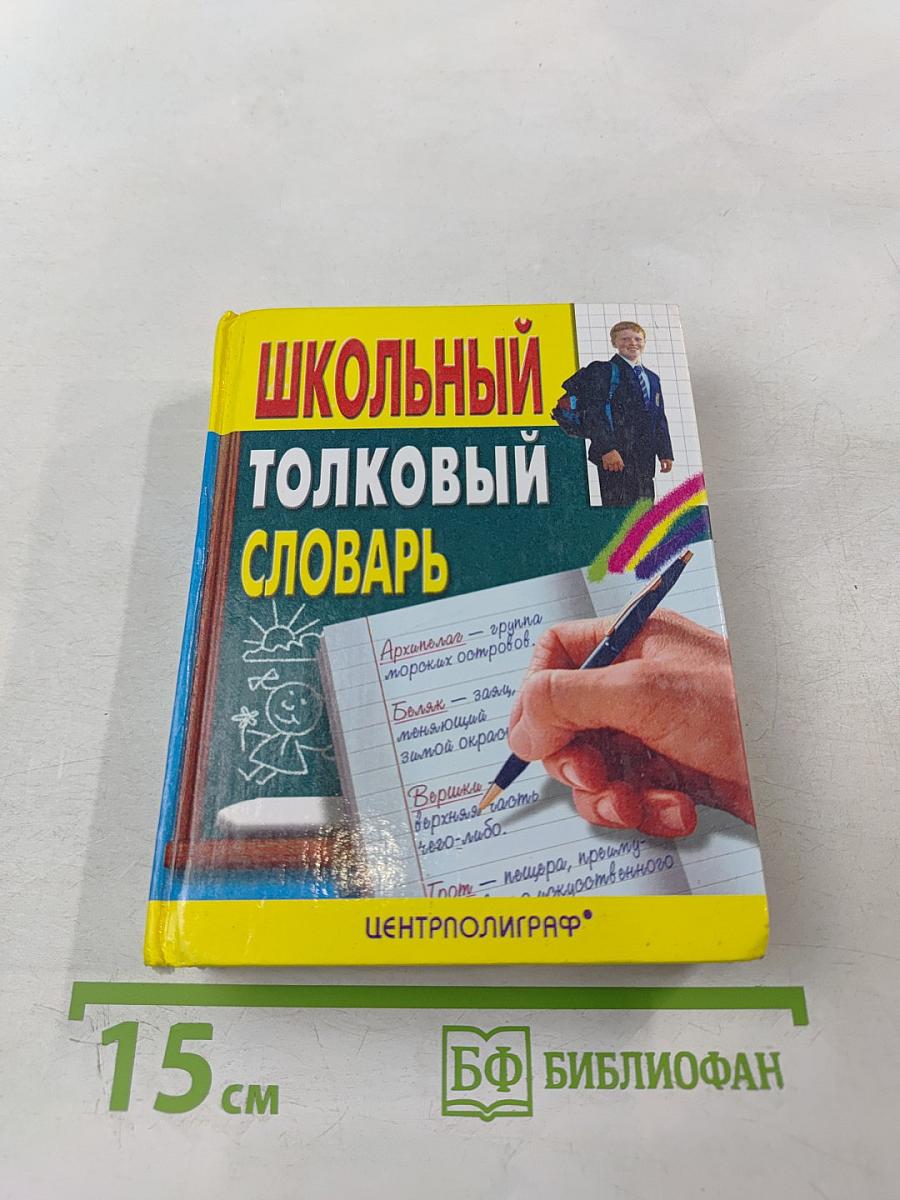 ШКОЛЬНЫЙ
ТОЛКОВЫЙ
СЛОВАРЬ
Архипелаг — группа
морских островов.
Беляк — заяц,
меняющий
зимой окрас
Вершки —
верхняя часть
чего-либо.
Грот — пещера, преиму-
искусственного
ЦЕНТРПОЛИГРАФ®
15 см
БФ БИБЛИОФАН